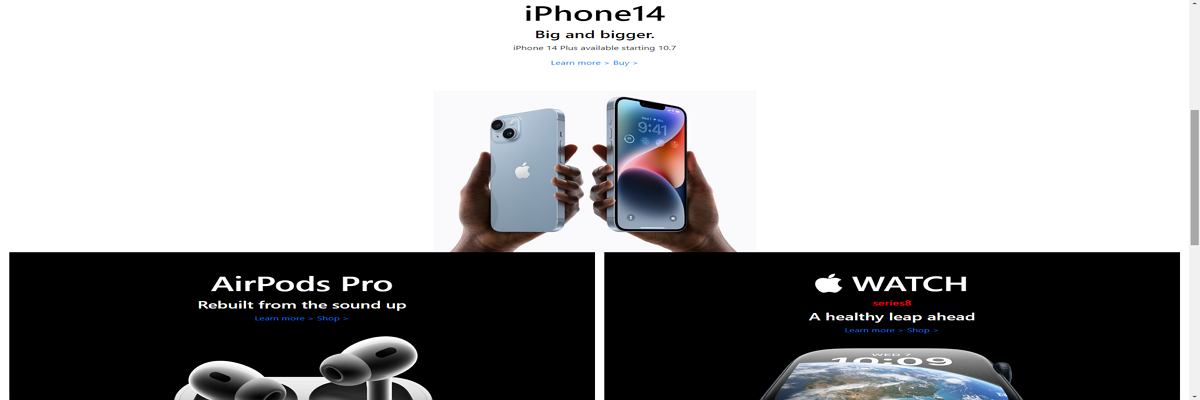 iPhone14
Big and bigger.
iPhone 14 Plus available starting 10.7
Learn more > Buy >
9:41
AirPods Pro
Rebuilt from the sound up
Learn more > Shop >
WATCH
series8
A healthy leap ahead
Learn more > Shop >
WED 7
10:09